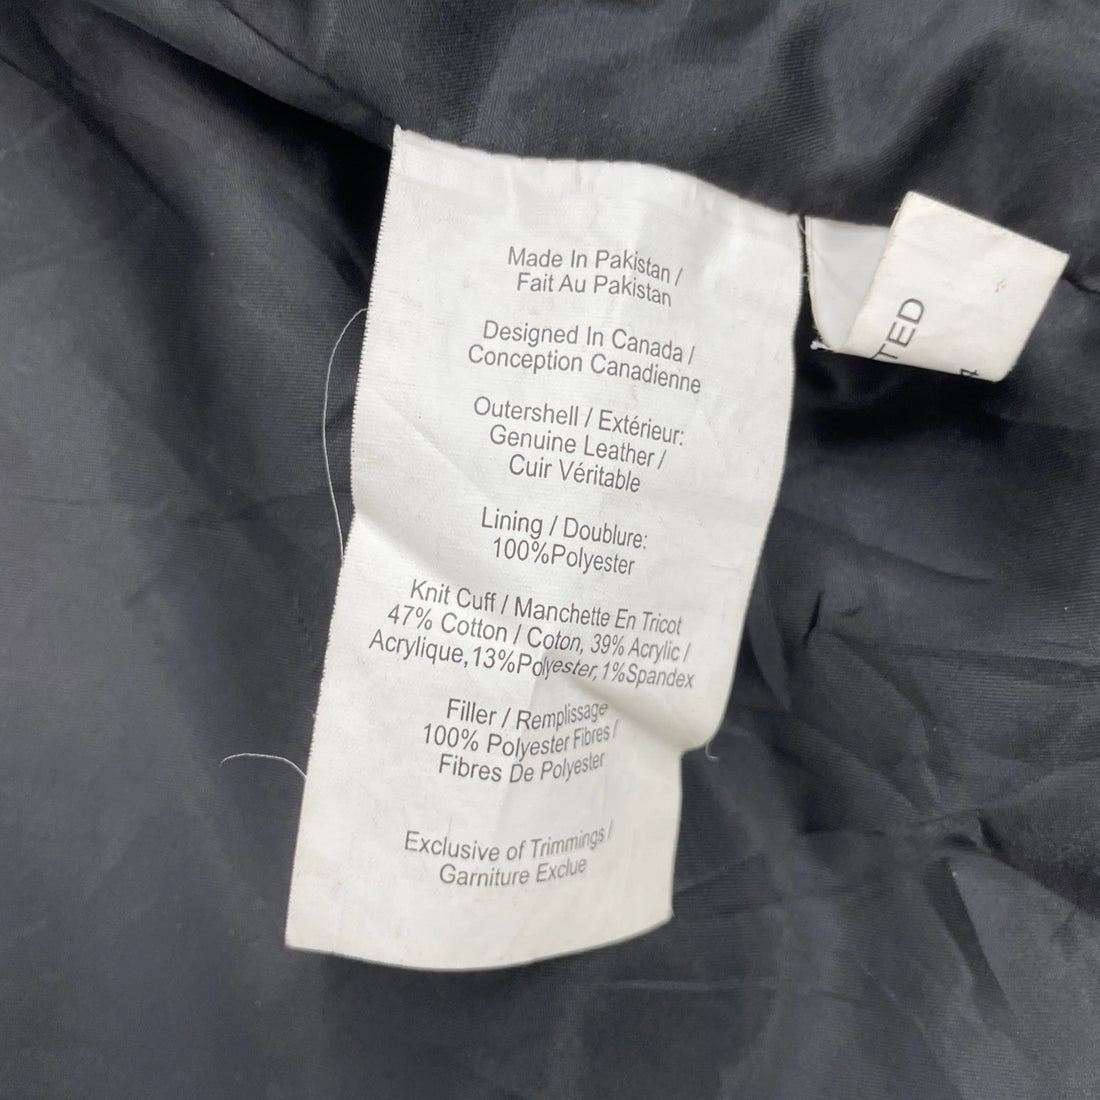 Made In Pakistan /
Fait Au Pakistan
Designed In Canada /
Conception Canadienne
Outershell / Extérieur:
Genuine Leather /
Cuir Véritable
Lining / Doublure:
100%Polyester
Knit Cuff / Manchette En Tricot
47% Cotton / Coton, 39% Acrylic /
Acrylique,13%Polyester,1%Spandex
Filler / Remplissage
100% Polyester Fibres /
Fibres De Polyester
Exclusive of Trimmings /
Garniture Exclue
TED